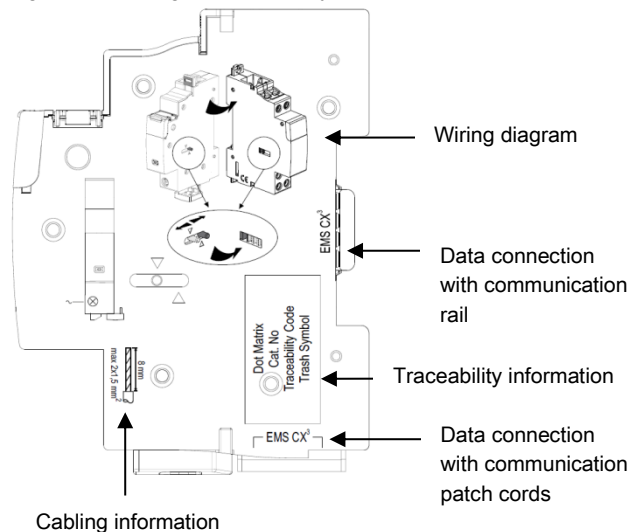 Wiring diagram
EMS CX³
Data connection
with communication
rail
Dot Matrix
Cat. No
Traceability Code
Trash Symbol
Traceability information
8 mm
max 2x1,5 mm²
EMS CX³
Data connection
with communication
patch cords
Cabling information